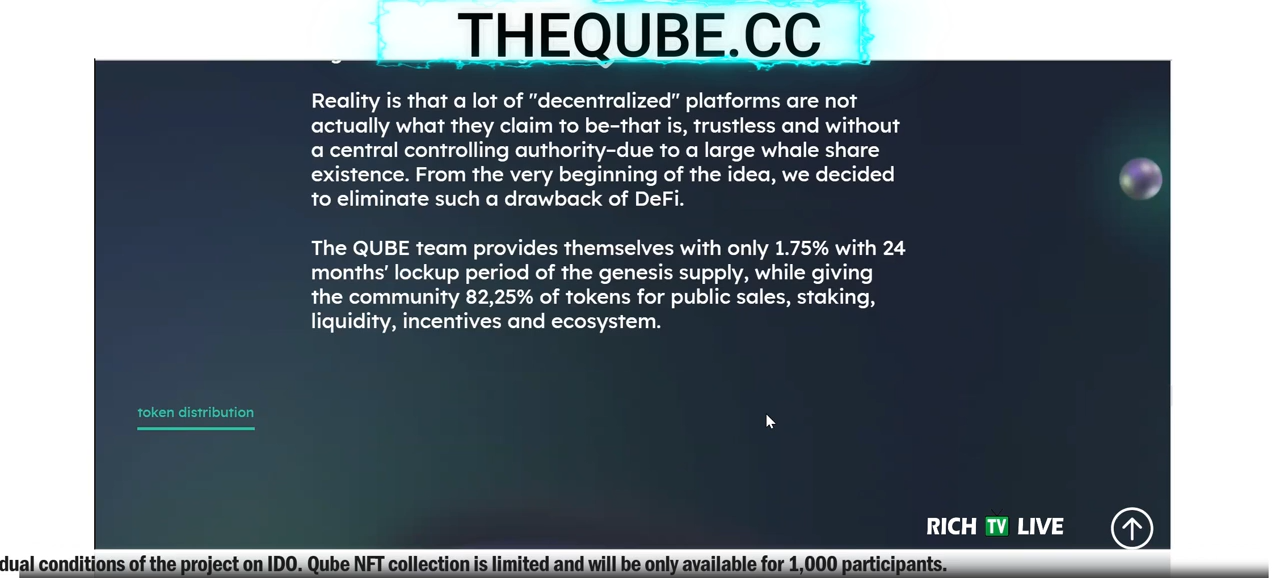 THEQUBE.CC
Reality is that a lot of "decentralized" platforms are not
actually what they claim to be–that is, trustless and without
a central controlling authority–due to a large whale share
existence. From the very beginning of the idea, we decided
to eliminate such a drawback of DeFi.
The QUBE team provides themselves with only 1.75% with 24
months' lockup period of the genesis supply, while giving
the community 82,25% of tokens for public sales, staking,
liquidity, incentives and ecosystem.
token distribution
RICH TV LIVE
dual conditions of the project on IDO. Qube NFT collection is limited and will be only available for 1,000 participants.